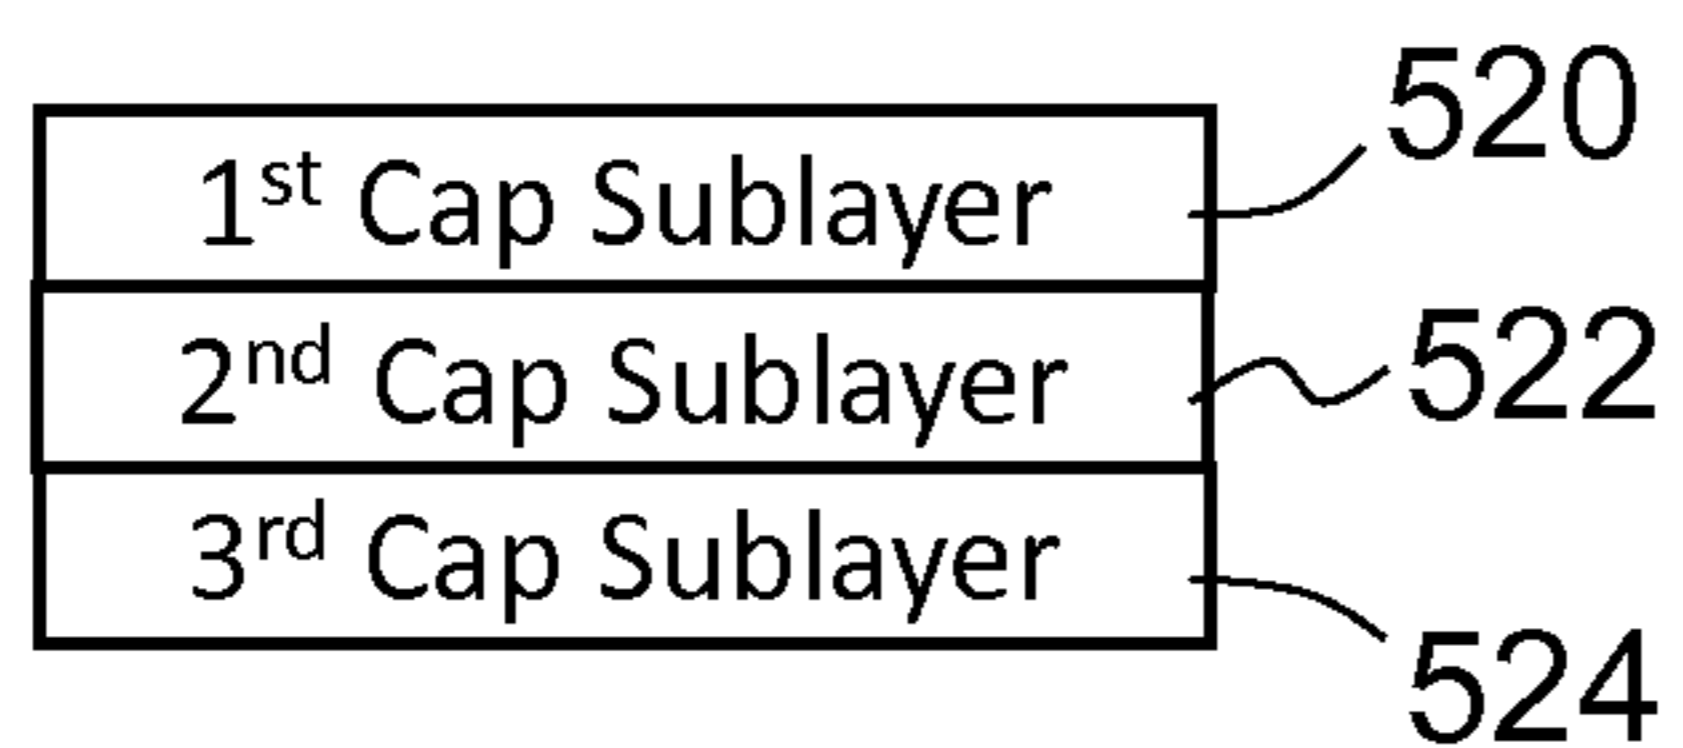 520
1st Cap Sublayer
2nd Cap Sublayer
522
3rd Cap Sublayer
524